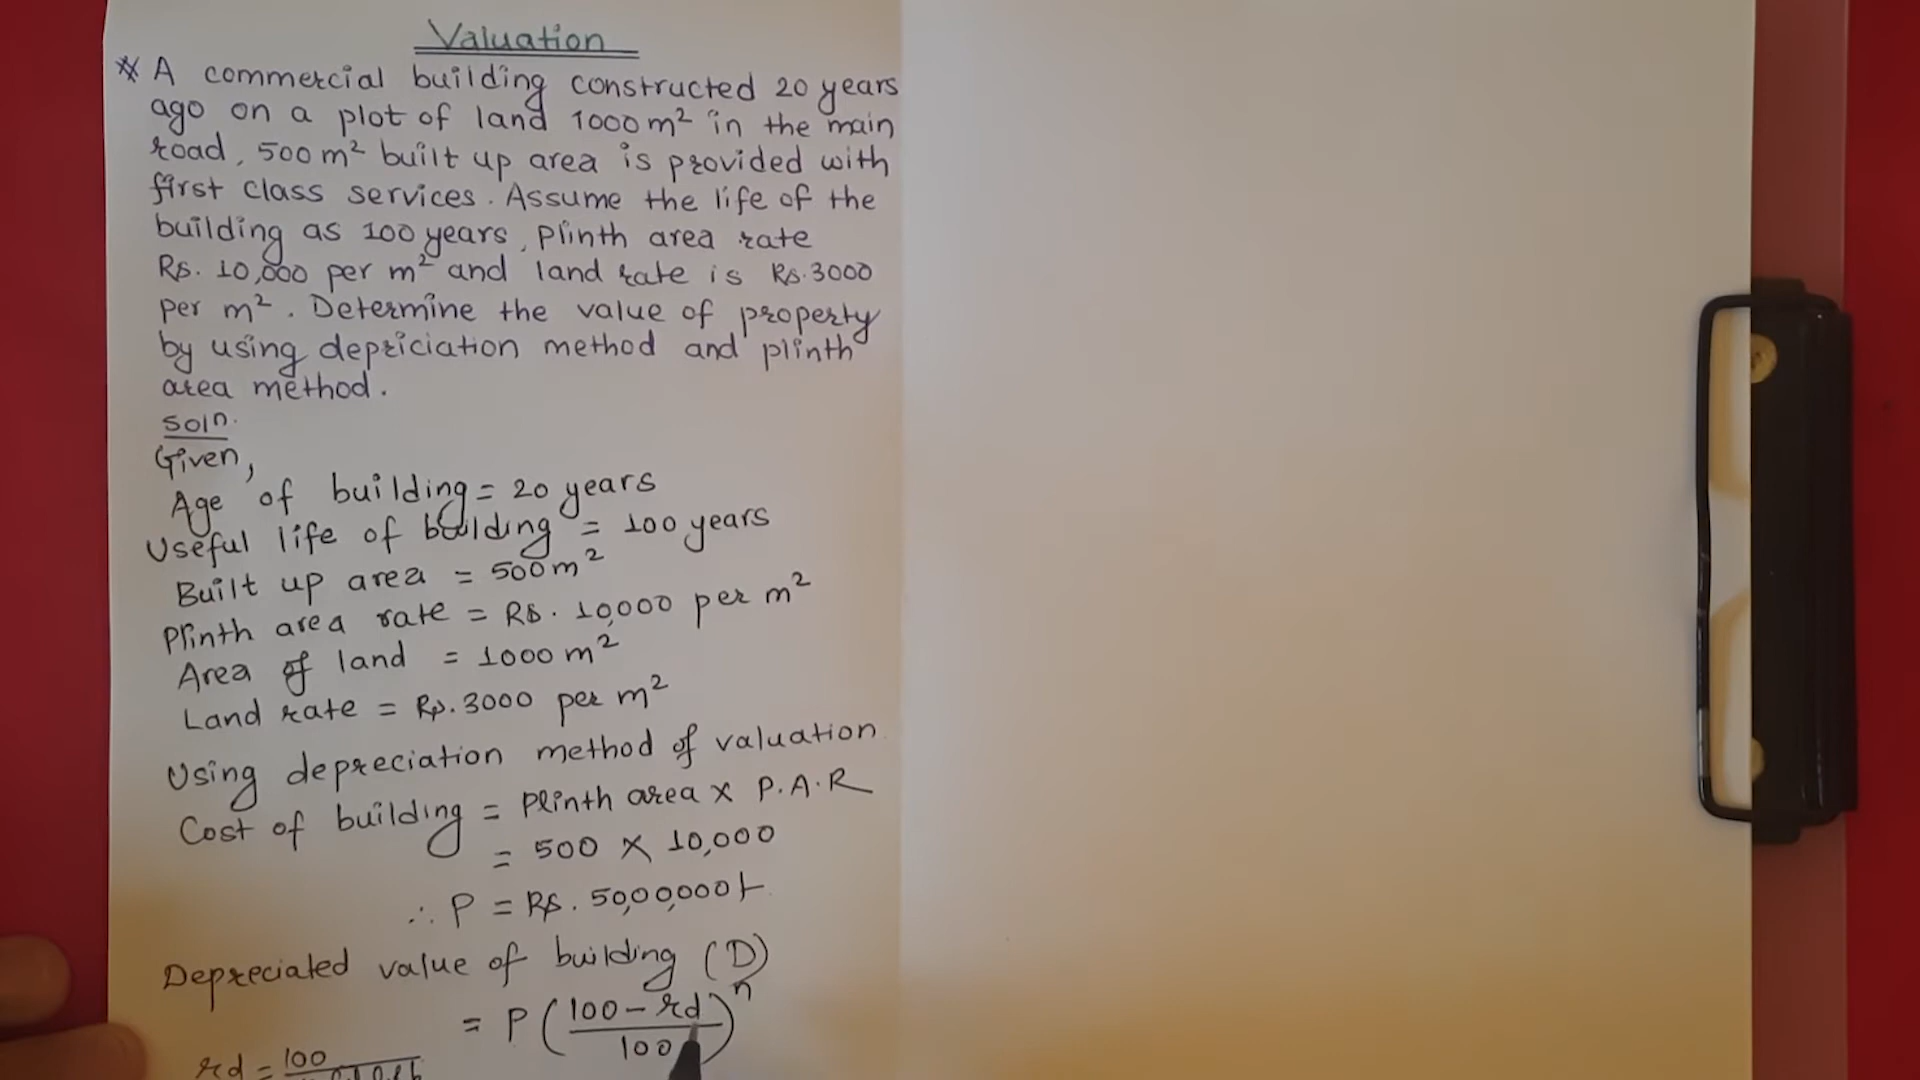 Valuation
* A commercial building constructed 20 years
ago on a plot of land 1000 m² in the main
road, 500 m² built up area is provided with
first class services. Assume the life of the
building as 100 years, Plinth area rate
Rs. 10,000 per m² and land rate is Rs. 3000
per m². Determine the value of property
by using depriciation method and plinth
area method.
Soln.
Given,
Age of building = 20 years
Useful life of building = 100 years
Built up area = 500 m²
Plinth area rate = Rs. 10,000 per m²
Area of land = 1000 m²
Land rate = Rs. 3000 per m²
Using depreciation method of valuation
Cost of building = Plinth area x P.A.R
= 500 X 10,000
∴ P = Rs. 50,00,000/-
Depreciated value of building (D)
= P ((100 - rd)/100)ⁿ
rd = 100